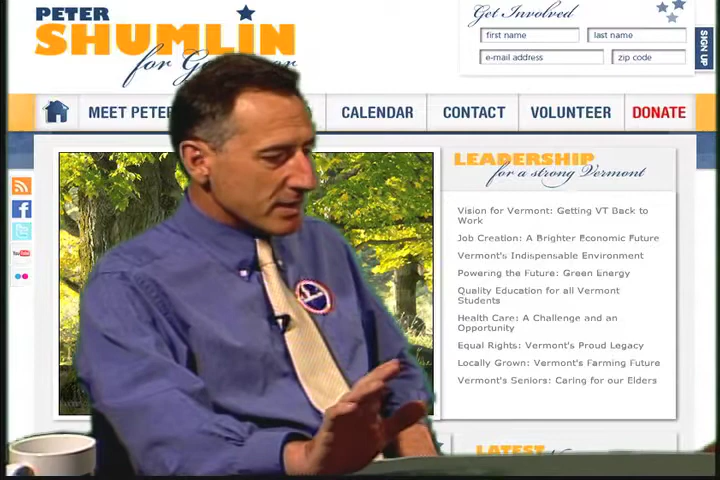 PETER
SHUMLIN
for Governor
Get Involved
first name
last name
e-mail address
zip code
SIGN UP
MEET PETER
CALENDAR
CONTACT
VOLUNTEER
DONATE
LEADERSHIP
for a strong Vermont
Vision for Vermont: Getting VT Back to
Work
Job Creation: A Brighter Economic Future
Vermont's Indispensable Environment
Powering the Future: Green Energy
Quality Education for all Vermont
Students
Health Care: A Challenge and an
Opportunity
Equal Rights: Vermont's Proud Legacy
Locally Grown: Vermont's Farming Future
Vermont's Seniors: Caring for our Elders
LATEST